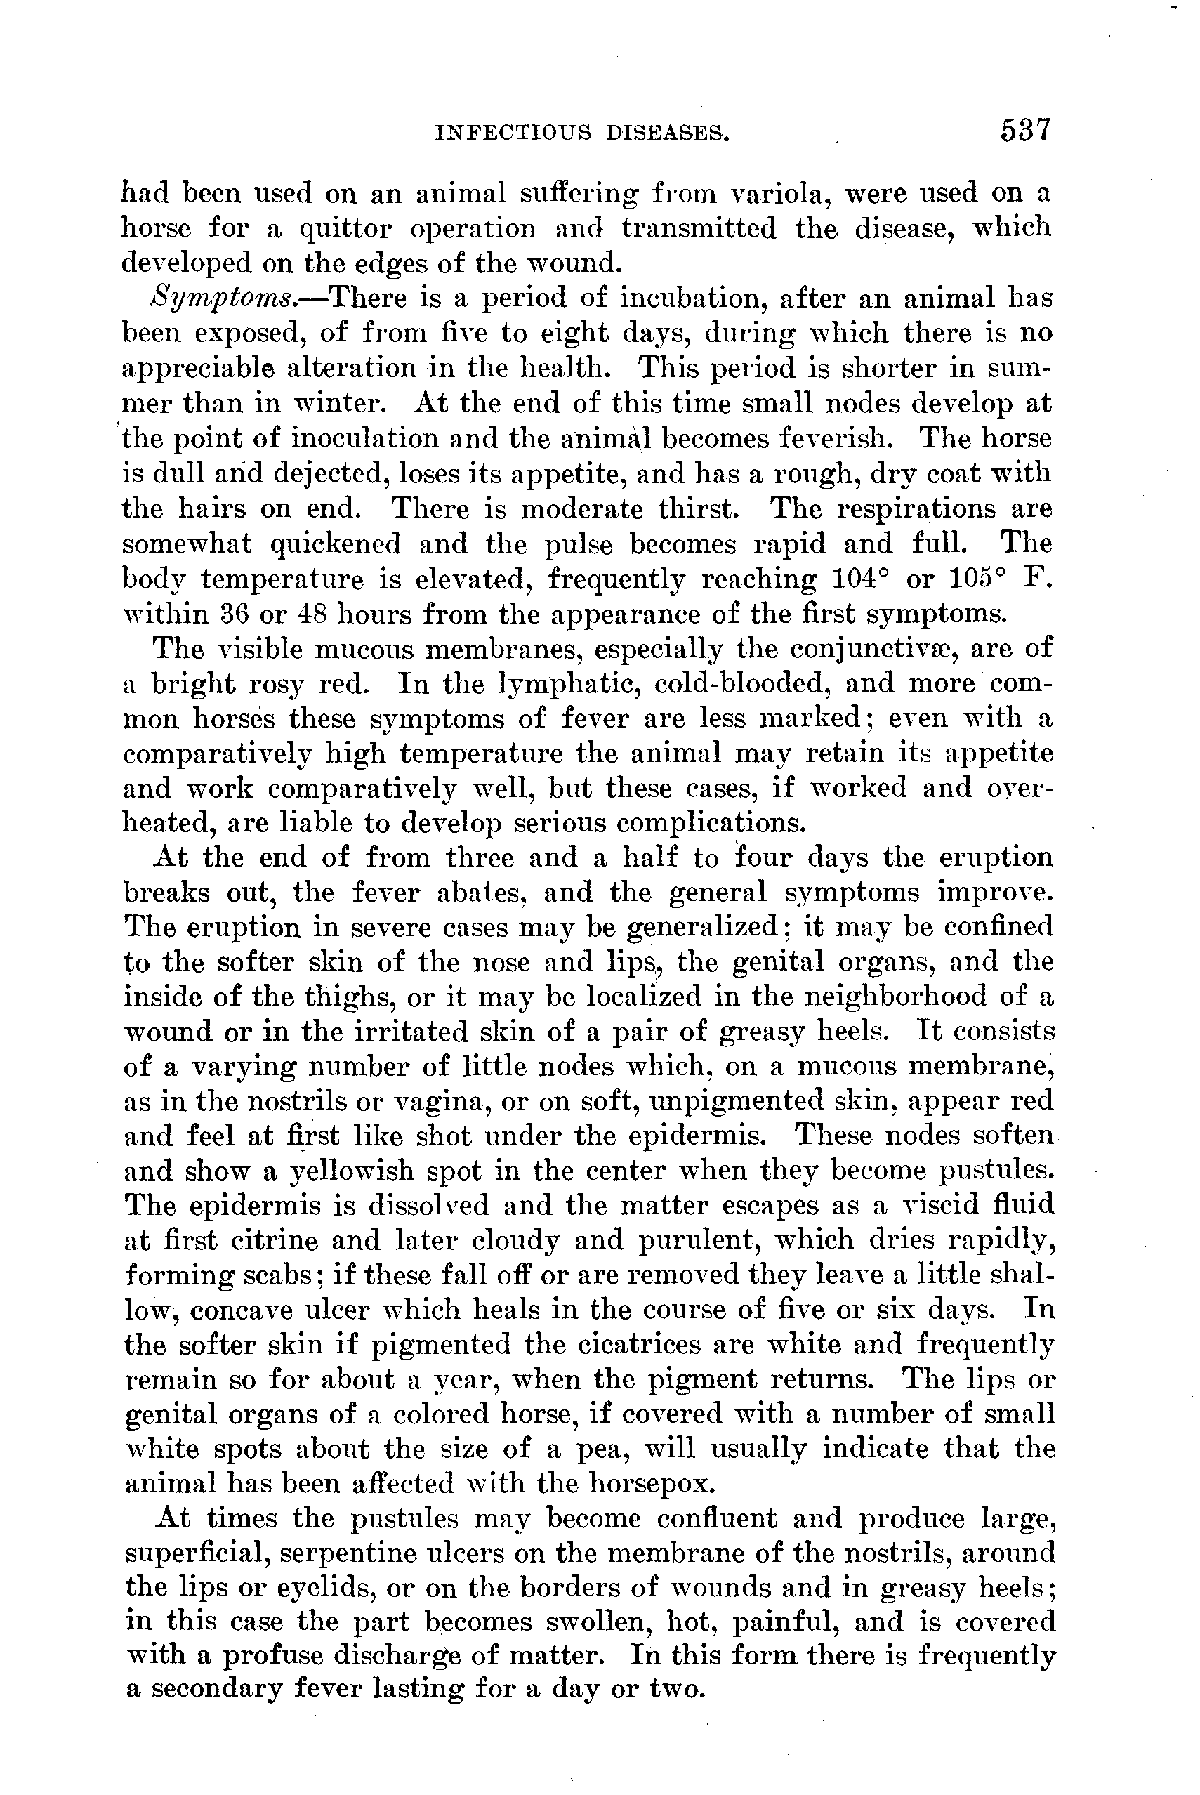 INFECTIOUS DISEASES. 537
had been used on an animal suffering from variola, were used on a
horse for a quittor operation and transmitted the disease, which
developed on the edges of the wound.
Symptoms.—There is a period of incubation, after an animal has
been exposed, of from five to eight days, during which there is no
appreciable alteration in the health. This period is shorter in sum-
mer than in winter. At the end of this time small nodes develop at
the point of inoculation and the animal becomes feverish. The horse
is dull and dejected, loses its appetite, and has a rough, dry coat with
the hairs on end. There is moderate thirst. The respirations are
somewhat quickened and the pulse becomes rapid and full. The
body temperature is elevated, frequently reaching 104° or 105° F.
within 36 or 48 hours from the appearance of the first symptoms.
The visible mucous membranes, especially the conjunctivæ, are of
a bright rosy red. In the lymphatic, cold-blooded, and more com-
mon horses these symptoms of fever are less marked; even with a
comparatively high temperature the animal may retain its appetite
and work comparatively well, but these cases, if worked and over-
heated, are liable to develop serious complications.
At the end of from three and a half to four days the eruption
breaks out, the fever abates, and the general symptoms improve.
The eruption in severe cases may be generalized; it may be confined
to the softer skin of the nose and lips, the genital organs, and the
inside of the thighs, or it may be localized in the neighborhood of a
wound or in the irritated skin of a pair of greasy heels. It consists
of a varying number of little nodes which, on a mucous membrane,
as in the nostrils or vagina, or on soft, unpigmented skin, appear red
and feel at first like shot under the epidermis. These nodes soften
and show a yellowish spot in the center when they become pustules.
The epidermis is dissolved and the matter escapes as a viscid fluid
at first citrine and later cloudy and purulent, which dries rapidly,
forming scabs; if these fall off or are removed they leave a little shal-
low, concave ulcer which heals in the course of five or six days. In
the softer skin if pigmented the cicatrices are white and frequently
remain so for about a year, when the pigment returns. The lips or
genital organs of a colored horse, if covered with a number of small
white spots about the size of a pea, will usually indicate that the
animal has been affected with the horsepox.
At times the pustules may become confluent and produce large,
superficial, serpentine ulcers on the membrane of the nostrils, around
the lips or eyelids, or on the borders of wounds and in greasy heels;
in this case the part becomes swollen, hot, painful, and is covered
with a profuse discharge of matter. In this form there is frequently
a secondary fever lasting for a day or two.